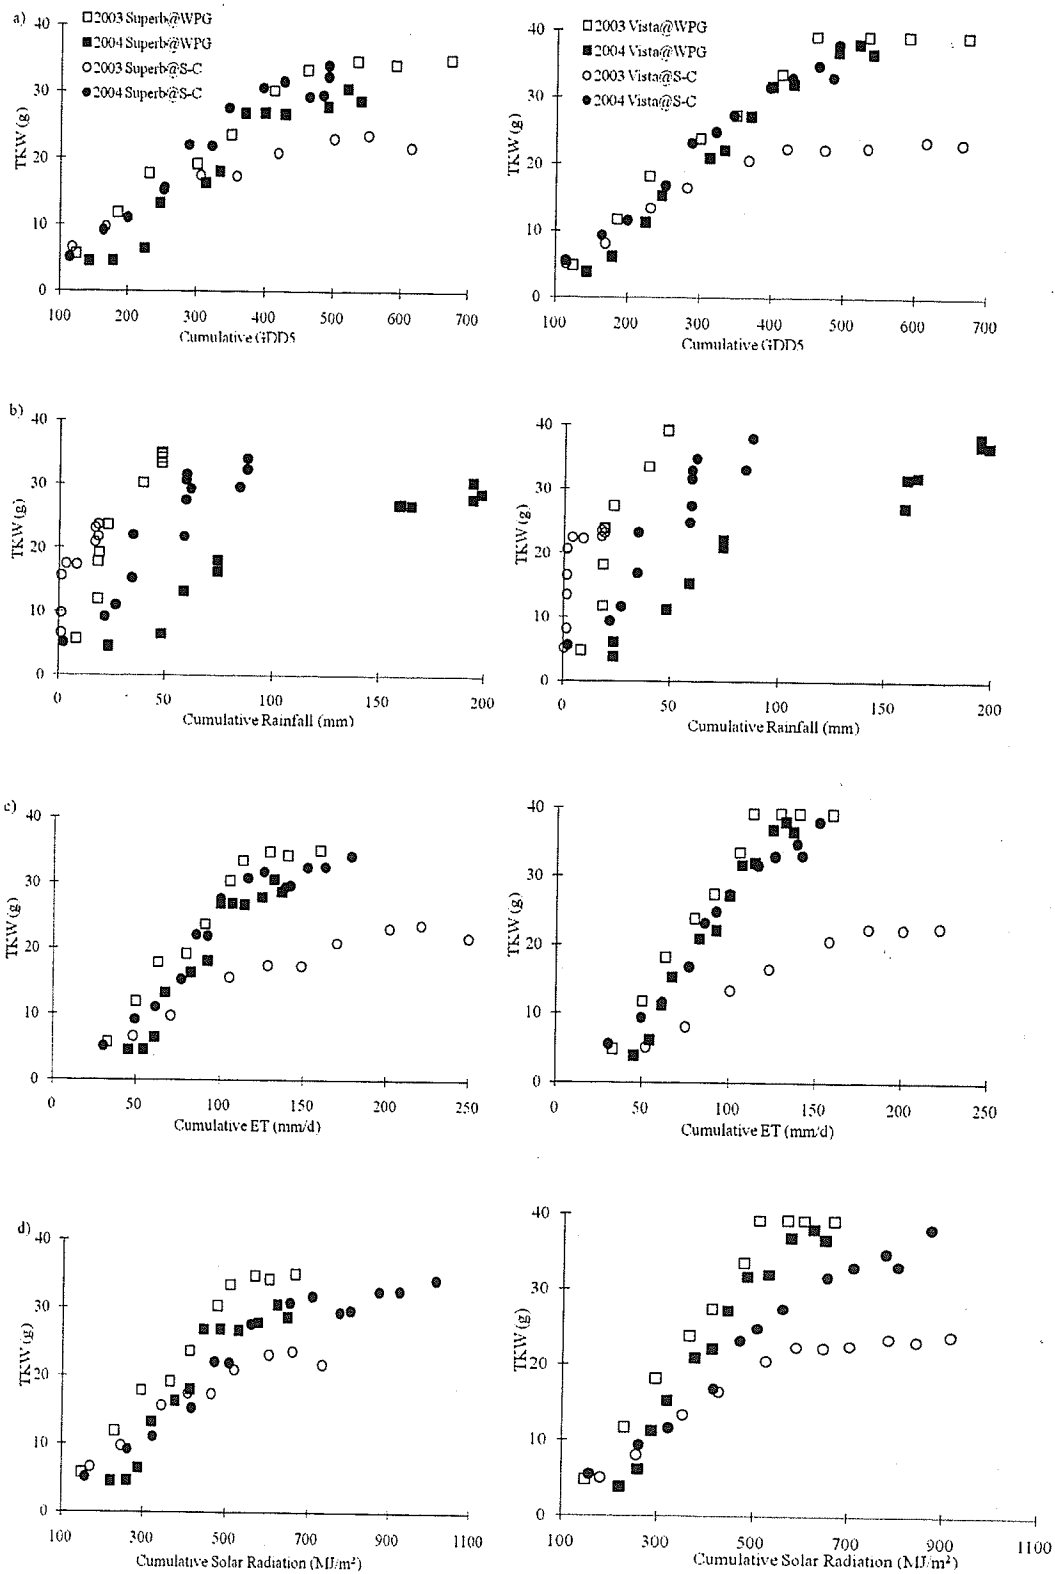 a)
□ 2003 Superb@WPG
■ 2004 Superb@WPG
○ 2003 Superb@S-C
● 2004 Superb@S-C
TKW (g)
40
30
20
10
0
100 200 300 400 500 600 700
Cumulative GDD5
□ 2003 Vista@WPG
■ 2004 Vista@WPG
○ 2003 Vista@S-C
● 2004 Vista@S-C
TKW (g)
40
30
20
10
0
100 200 300 400 500 600 700
Cumulative GDD5
b)
TKW (g)
40
30
20
10
0
0 50 100 150 200
Cumulative Rainfall (mm)
TKW (g)
40
30
20
10
0
0 50 100 150 200
Cumulative Rainfall (mm)
c)
TKW (g)
40
30
20
10
0
0 50 100 150 200 250
Cumulative ET (mm/d)
TKW (g)
40
30
20
10
0
0 50 100 150 200 250
Cumulative ET (mm/d)
d)
TKW (g)
40
30
20
10
0
100 300 500 700 900 1100
Cumulative Solar Radiation (MJ/m²)
TKW (g)
40
30
20
10
0
100 300 500 700 900 1100
Cumulative Solar Radiation (MJ/m²)